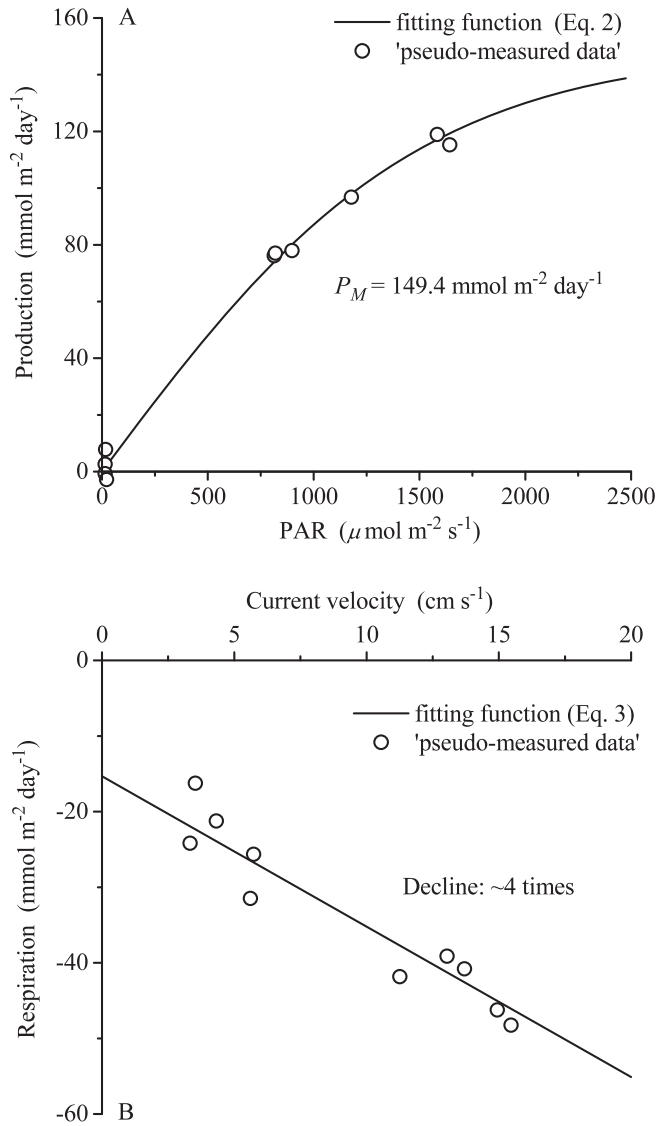 A
160
fitting function (Eq. 2)
'pseudo-measured data'
120
80
P_M = 149.4 mmol m⁻² day⁻¹
40
0
Production (mmol m⁻² day⁻¹)
0 500 1000 1500 2000 2500
PAR (μmol m⁻² s⁻¹)
Current velocity (cm s⁻¹)
0 5 10 15 20
0
fitting function (Eq. 3)
'pseudo-measured data'
-20
Decline: ~4 times
-40
-60
Respiration (mmol m⁻² day⁻¹)
B